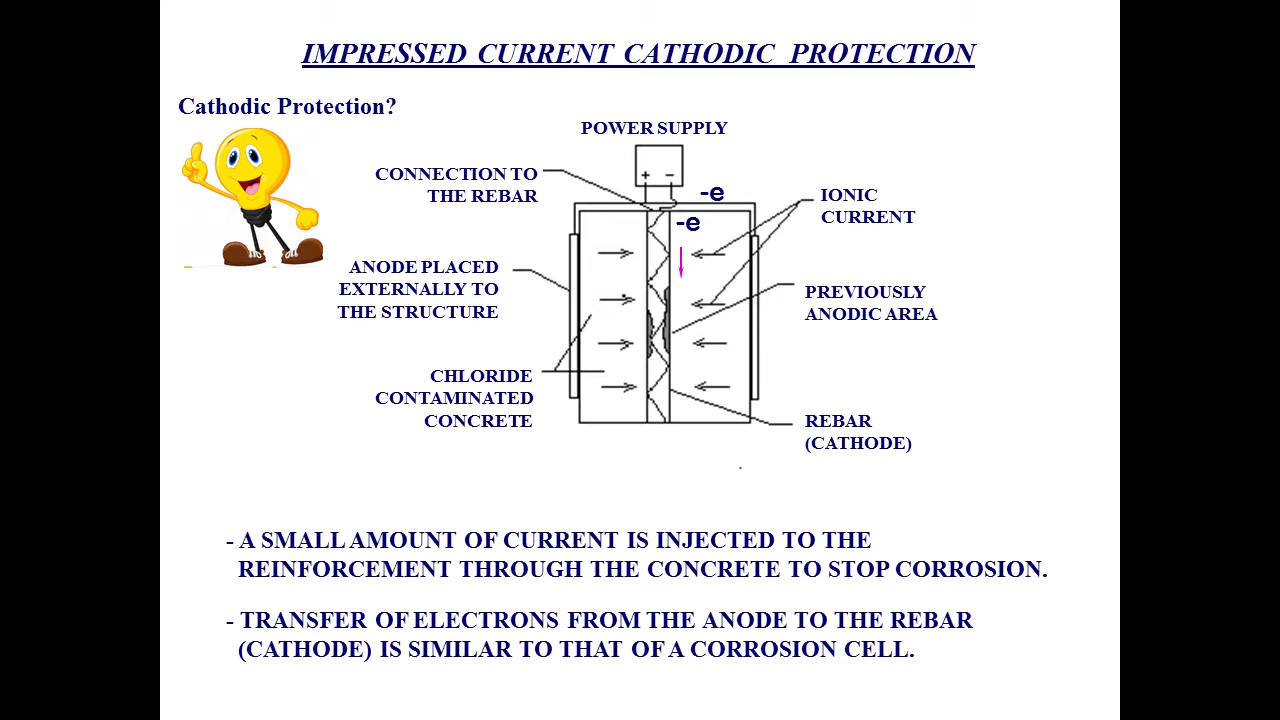 IMPRESSED CURRENT CATHODIC PROTECTION
Cathodic Protection?
POWER SUPPLY
+ −
CONNECTION TO
THE REBAR
-e
-e
IONIC
CURRENT
ANODE PLACED
EXTERNALLY TO
THE STRUCTURE
PREVIOUSLY
ANODIC AREA
CHLORIDE
CONTAMINATED
CONCRETE
REBAR
(CATHODE)
- A SMALL AMOUNT OF CURRENT IS INJECTED TO THE
REINFORCEMENT THROUGH THE CONCRETE TO STOP CORROSION.
- TRANSFER OF ELECTRONS FROM THE ANODE TO THE REBAR
(CATHODE) IS SIMILAR TO THAT OF A CORROSION CELL.